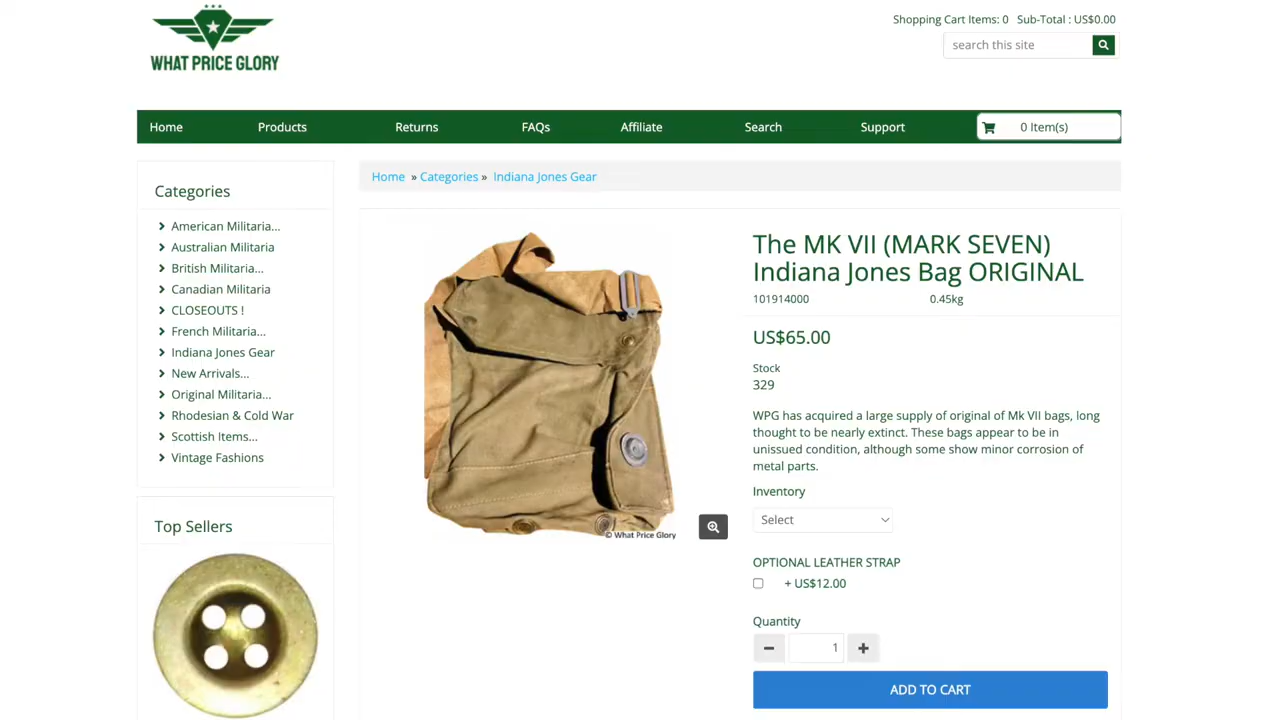 WHAT PRICE GLORY
Shopping Cart Items: 0 Sub-Total : US$0.00
search this site
Home Products Returns FAQs Affiliate Search Support 0 Item(s)
Categories
American Militaria...
Australian Militaria
British Militaria...
Canadian Militaria
CLOSEOUTS !
French Militaria...
Indiana Jones Gear
New Arrivals...
Original Militaria...
Rhodesian & Cold War
Scottish Items...
Vintage Fashions
Top Sellers
Home » Categories » Indiana Jones Gear
© What Price Glory
The MK VII (MARK SEVEN)
Indiana Jones Bag ORIGINAL
101914000 0.45kg
US$65.00
Stock
329
WPG has acquired a large supply of original of Mk VII bags, long
thought to be nearly extinct. These bags appear to be in
unissued condition, although some show minor corrosion of
metal parts.
Inventory
Select
OPTIONAL LEATHER STRAP
+ US$12.00
Quantity
1
ADD TO CART